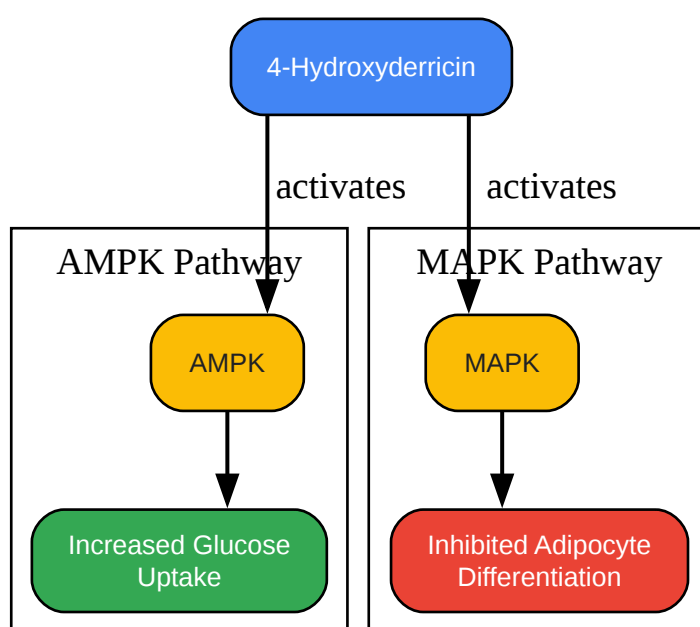 4-Hydroxyderricin
activates activates
AMPK Pathway MAPK Pathway
AMPK MAPK
Increased Glucose
Uptake
Inhibited Adipocyte
Differentiation